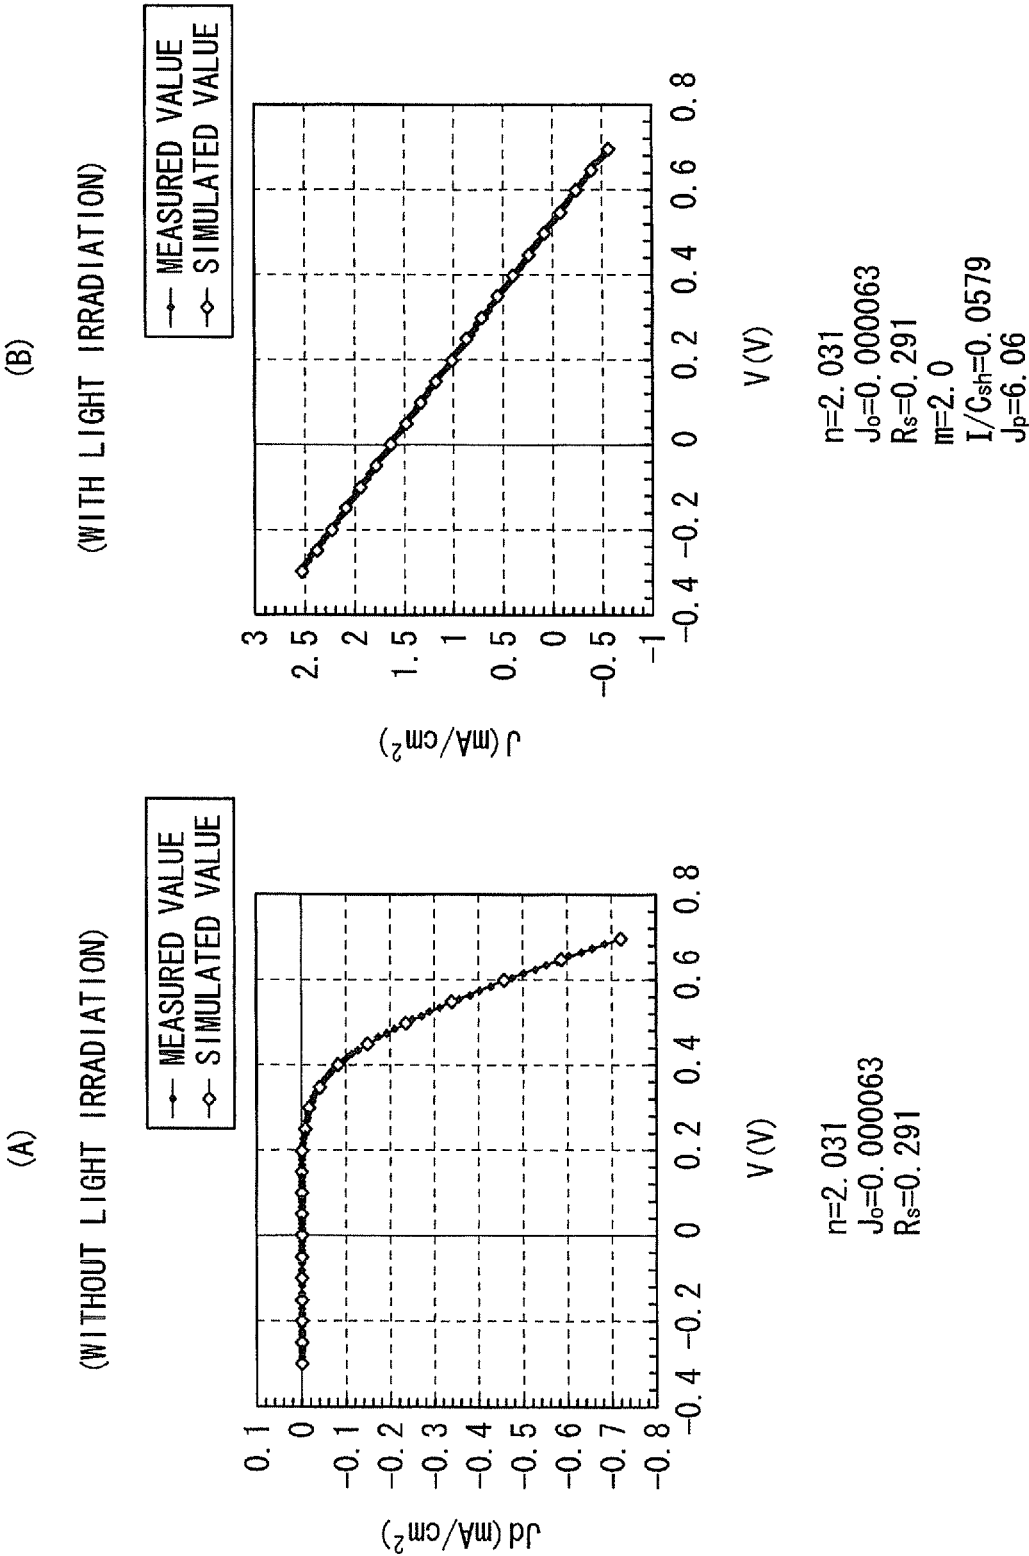 (A)
(WITHOUT LIGHT IRRADIATION)
MEASURED VALUE
SIMULATED VALUE
0.1
0
-0.1
-0.2
-0.3
-0.4
-0.5
-0.6
-0.7
-0.8
Jd(mA/cm²)
-0.4 -0.2 0 0.2 0.4 0.6 0.8
V(V)
n=2.031
Jo=0.000063
Rs=0.291
(B)
(WITH LIGHT IRRADIATION)
MEASURED VALUE
SIMULATED VALUE
3
2.5
2
1.5
1
0.5
0
-0.5
-1
J(mA/cm²)
-0.4 -0.2 0 0.2 0.4 0.6 0.8
V(V)
n=2.031
Jo=0.000063
Rs=0.291
m=2.0
I/Csh=0.0579
Jp=6.06